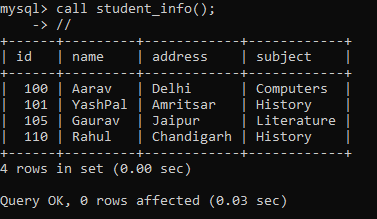 mysql> call student_info();
    -> //
+------+---------+------------+------------+
| id   | name    | address    | subject    |
+------+---------+------------+------------+
|  100 | Aarav   | Delhi      | Computers  |
|  101 | YashPal | Amritsar   | History    |
|  105 | Gaurav  | Jaipur     | Literature |
|  110 | Rahul   | Chandigarh | History    |
+------+---------+------------+------------+
4 rows in set (0.00 sec)

Query OK, 0 rows affected (0.03 sec)